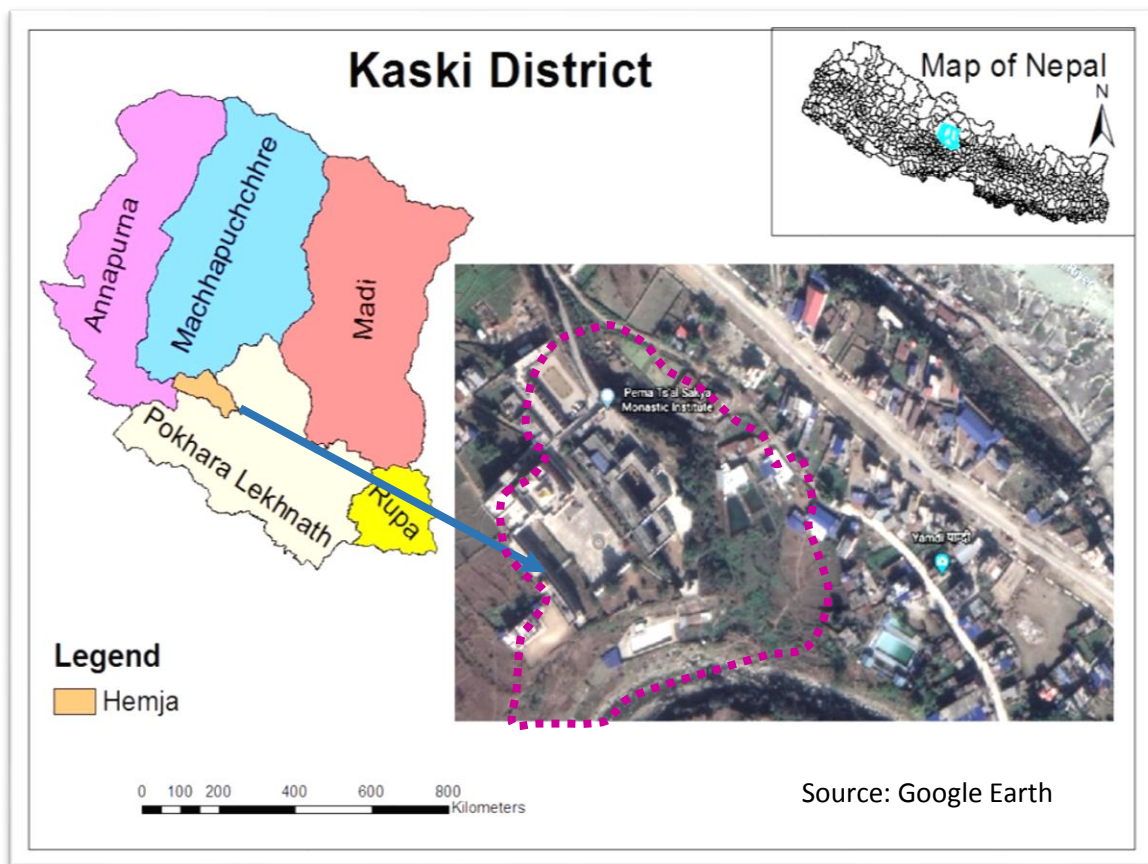 Kaski District
Map of Nepal
N
Annapurna
Machhapuchchhre
Madi
Pokhara Lekhnath
Rupa
Pema Ts'al Sakya
Monastic Institute
Yamdi याम्दी
Legend
Hemja
0 100 200 400 600 800
Kilometers
Source: Google Earth